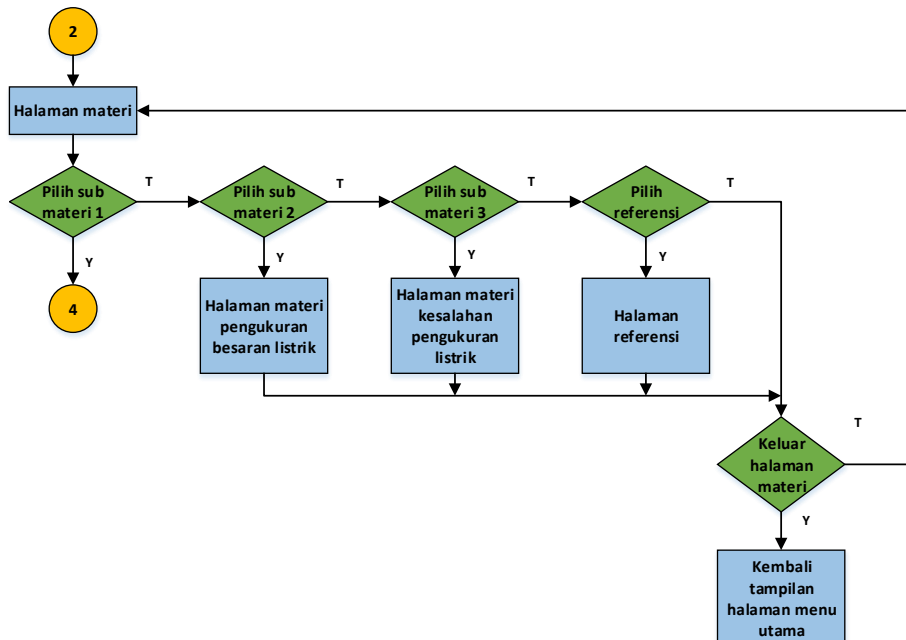 2
Halaman materi
Pilih sub
materi 1
T
Pilih sub
materi 2
T
Pilih sub
materi 3
T
Pilih
referensi
T
Y
Y
Y
Y
4
Halaman materi
pengukuran
besaran listrik
Halaman materi
kesalahan
pengukuran
listrik
Halaman
referensi
Keluar
halaman
materi
T
Y
Kembali
tampilan
halaman menu
utama